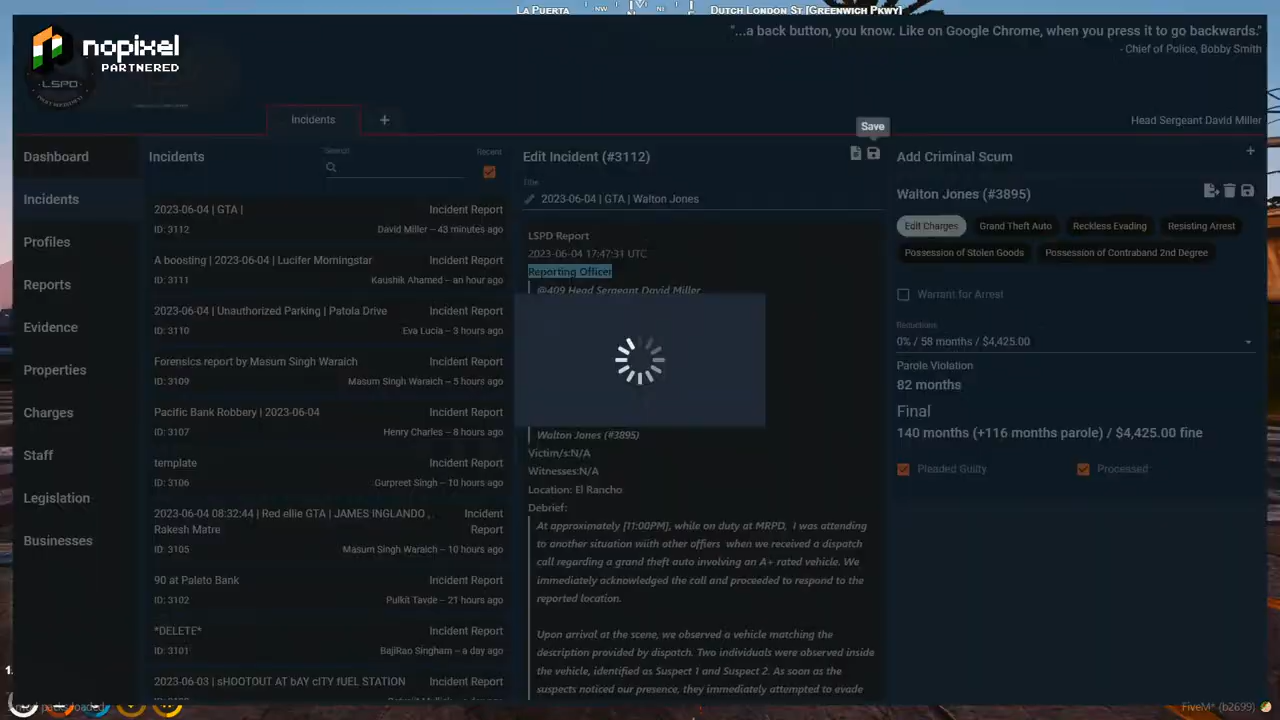 LA PUERTA
NW
N
NE
DUTCH LONDON ST [GREENWICH PKWY]
nopixel
PARTNERED
LSPD
"...a back button, you know. Like on Google Chrome, when you press it to go backwards."
- Chief of Police, Bobby Smith
Incidents
+
Head Sergeant David Miller
Save
Dashboard
Incidents
Profiles
Reports
Evidence
Properties
Charges
Staff
Legislation
Businesses
Incidents
Search
Recent
2023-06-04 | GTA | Incident Report
ID: 3112 David Miller – 43 minutes ago
A boosting | 2023-06-04 | Lucifer Morningstar Incident Report
ID: 3111 Kaushik Ahamed – an hour ago
2023-06-04 | Unauthorized Parking | Patola Drive Incident Report
ID: 3110 Eva Lucia – 3 hours ago
Forensics report by Masum Singh Waraich Incident Report
ID: 3109 Masum Singh Waraich – 5 hours ago
Pacific Bank Robbery | 2023-06-04 Incident Report
ID: 3107 Henry Charles – 8 hours ago
template Incident Report
ID: 3106 Gurpreet Singh – 10 hours ago
2023-06-04 08:32:44 | Red ellie GTA | JAMES INGLANDO , Incident
Rakesh Matre Report
ID: 3105 Masum Singh Waraich – 10 hours ago
90 at Paleto Bank Incident Report
ID: 3102 Pulkit Tavde – 21 hours ago
*DELETE* Incident Report
ID: 3101 BajiRao Singham – a day ago
2023-06-03 | sHOOTOUT AT bAY cITY fUEL STATION Incident Report
Edit Incident (#3112)
Title
2023-06-04 | GTA | Walton Jones
LSPD Report
2023-06-04 17:47:31 UTC
Reporting Officer
@409 Head Sergeant David Miller
Walton Jones (#3895)
Victim/s:N/A
Witnesses:N/A
Location: El Rancho
Debrief:
At approximately [11:00PM], while on duty at MRPD, I was attending
to another situation wiith other offiers when we received a dispatch
call regarding a grand theft auto involving an A+ rated vehicle. We
immediately acknowledged the call and proceeded to respond to the
reported location.
Upon arrival at the scene, we observed a vehicle matching the
description provided by dispatch. Two individuals were observed inside
the vehicle, identified as Suspect 1 and Suspect 2. As soon as the
suspects noticed our presence, they immediately attempted to evade
Add Criminal Scum
+
Walton Jones (#3895)
Edit Charges Grand Theft Auto Reckless Evading Resisting Arrest
Possession of Stolen Goods Possession of Contraband 2nd Degree
Warrant for Arrest
Reductions
0% / 58 months / $4,425.00
Parole Violation
82 months
Final
140 months (+116 months parole) / $4,425.00 fine
Pleaded Guilty Processed
FiveM* (b2699)